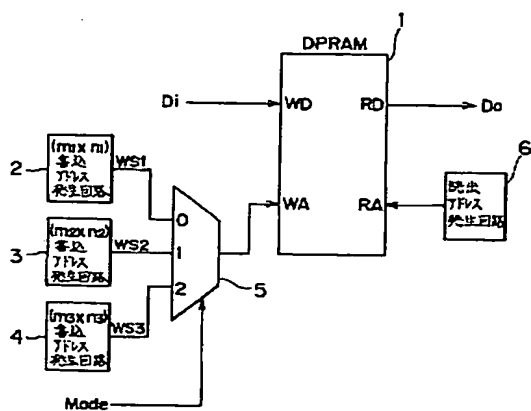 1
DPRAM
Di
WD
RD
Do
6
(m1×n1)
書込
アドレス
発生回路
2
WS1
0
WA
RA
読出
アドレス
発生回路
(m2×n2)
書込
アドレス
発生回路
3
WS2
1
5
(m3×n3)
書込
アドレス
発生回路
4
WS3
2
Mode